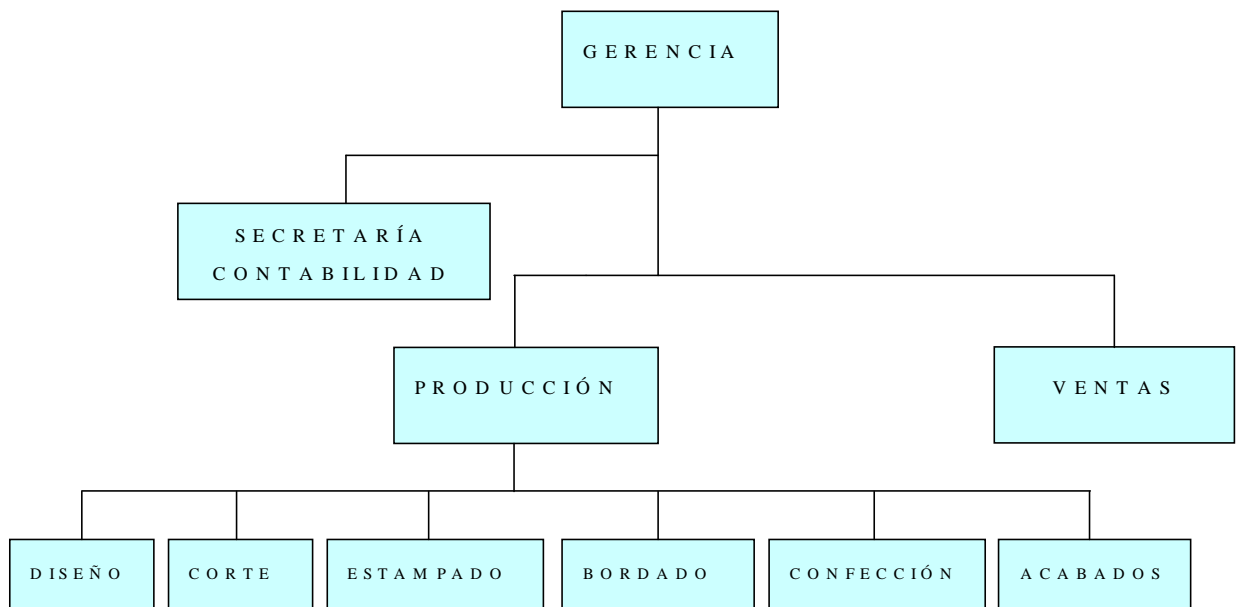 GERENCIA
SECRETARÍA
CONTABILIDAD
PRODUCCIÓN
VENTAS
DISEÑO
CORTE
ESTAMPADO
BORDADO
CONFECCIÓN
ACABADOS